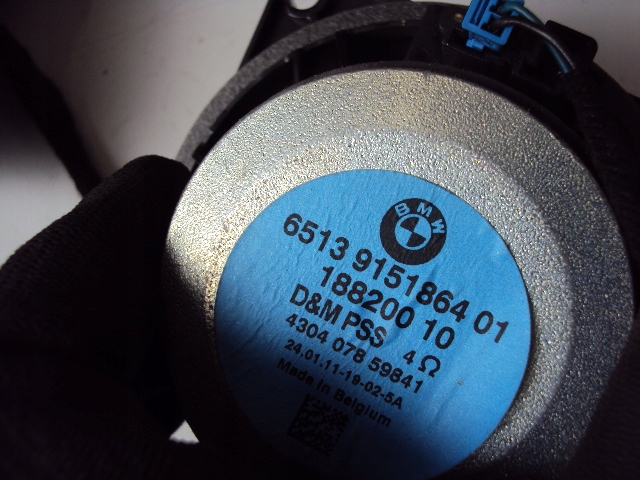 BMW
6513 9151864 01
188200 10
D&M PSS 4 Ω
4304 078 59841
24.01.11-19-02-5A
Made in Belgium